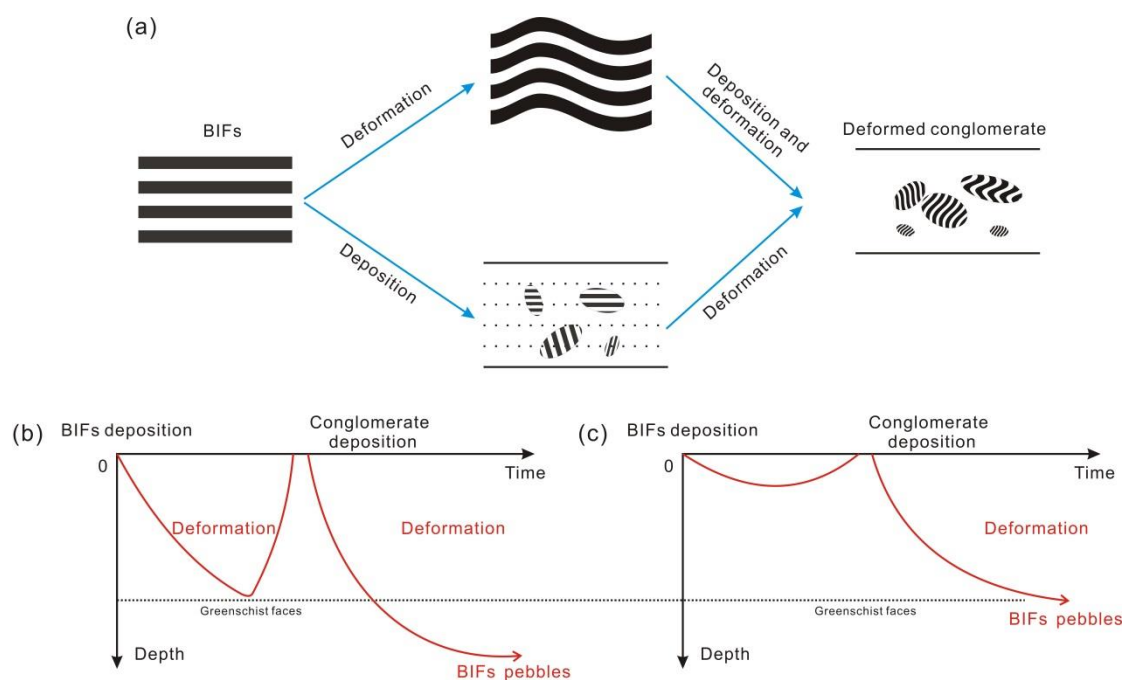 (a)
BIFs
Deformation
Deposition
Deposition and
deformation
Deformation
Deformed conglomerate
(b)
BIFs deposition
Conglomerate
deposition
0
Time
Deformation
Deformation
Greenschist faces
Depth
BIFs pebbles
(c)
BIFs deposition
Conglomerate
deposition
0
Time
Deformation
Greenschist faces
BIFs pebbles
Depth